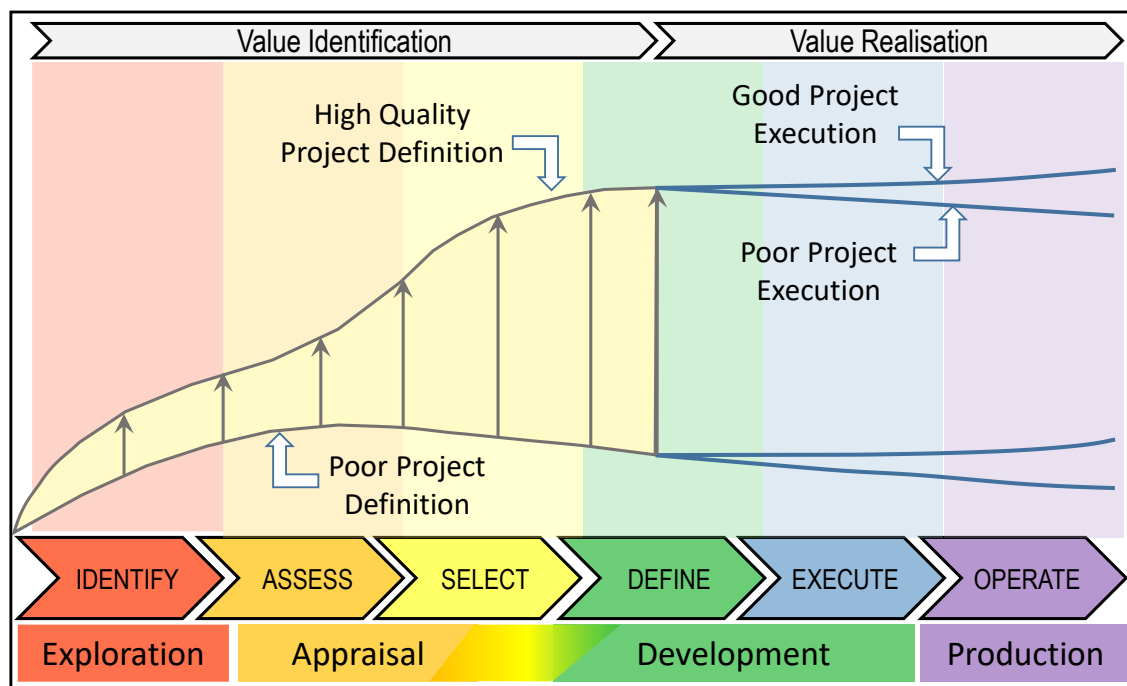 Value Identification
Value Realisation
High Quality
Project Definition
Good Project
Execution
Poor Project
Execution
Poor Project
Definition
IDENTIFY
ASSESS
SELECT
DEFINE
EXECUTE
OPERATE
Exploration
Appraisal
Development
Production